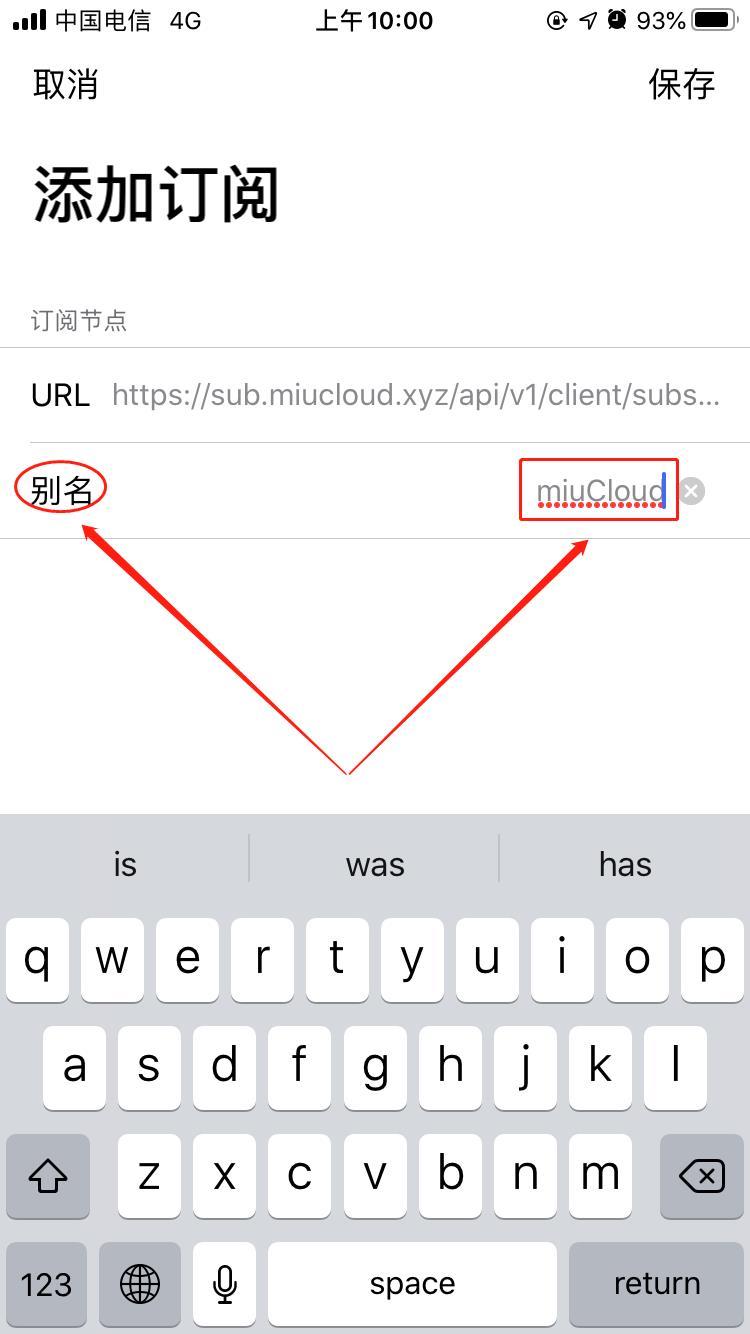 中国电信 4G 上午10:00 93%
取消 保存
添加订阅
订阅节点
URL https://sub.miucloud.xyz/api/v1/client/subs...
别名 miuCloud
is was has
q w e r t y u i o p
a s d f g h j k l
z x c v b n m
123 space return